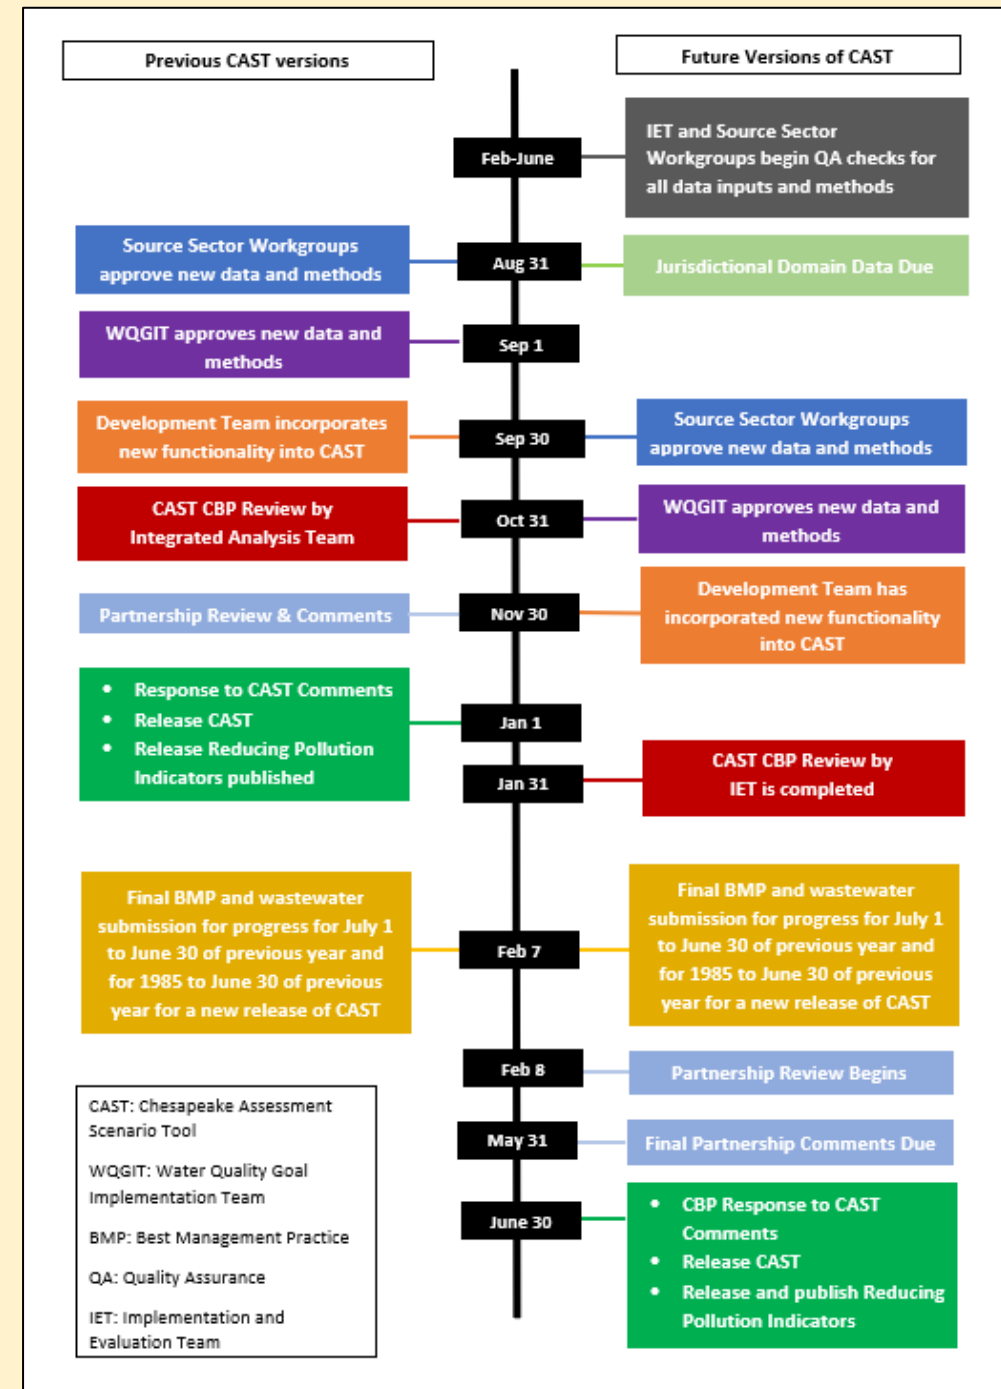 Previous CAST versions
Future Versions of CAST
Feb-June
IET and Source Sector
Workgroups begin QA checks for
all data inputs and methods
Source Sector Workgroups
approve new data and methods
Aug 31
Jurisdictional Domain Data Due
WQGIT approves new data and
methods
Sep 1
Development Team incorporates
new functionality into CAST
Sep 30
Source Sector Workgroups
approve new data and methods
CAST CBP Review by
Integrated Analysis Team
Oct 31
WQGIT approves new data and
methods
Partnership Review & Comments
Nov 30
Development Team has
incorporated new functionality
into CAST
• Response to CAST Comments
• Release CAST
• Release Reducing Pollution
Indicators published
Jan 1
Jan 31
CAST CBP Review by
IET is completed
Final BMP and wastewater
submission for progress for July 1
to June 30 of previous year and
for 1985 to June 30 of previous
year for a new release of CAST
Feb 7
Final BMP and wastewater
submission for progress for July 1
to June 30 of previous year and
for 1985 to June 30 of previous
year for a new release of CAST
Feb 8
Partnership Review Begins
May 31
Final Partnership Comments Due
June 30
• CBP Response to CAST
Comments
• Release CAST
• Release and publish Reducing
Pollution Indicators
CAST: Chesapeake Assessment
Scenario Tool
WQGIT: Water Quality Goal
Implementation Team
BMP: Best Management Practice
QA: Quality Assurance
IET: Implementation and
Evaluation Team